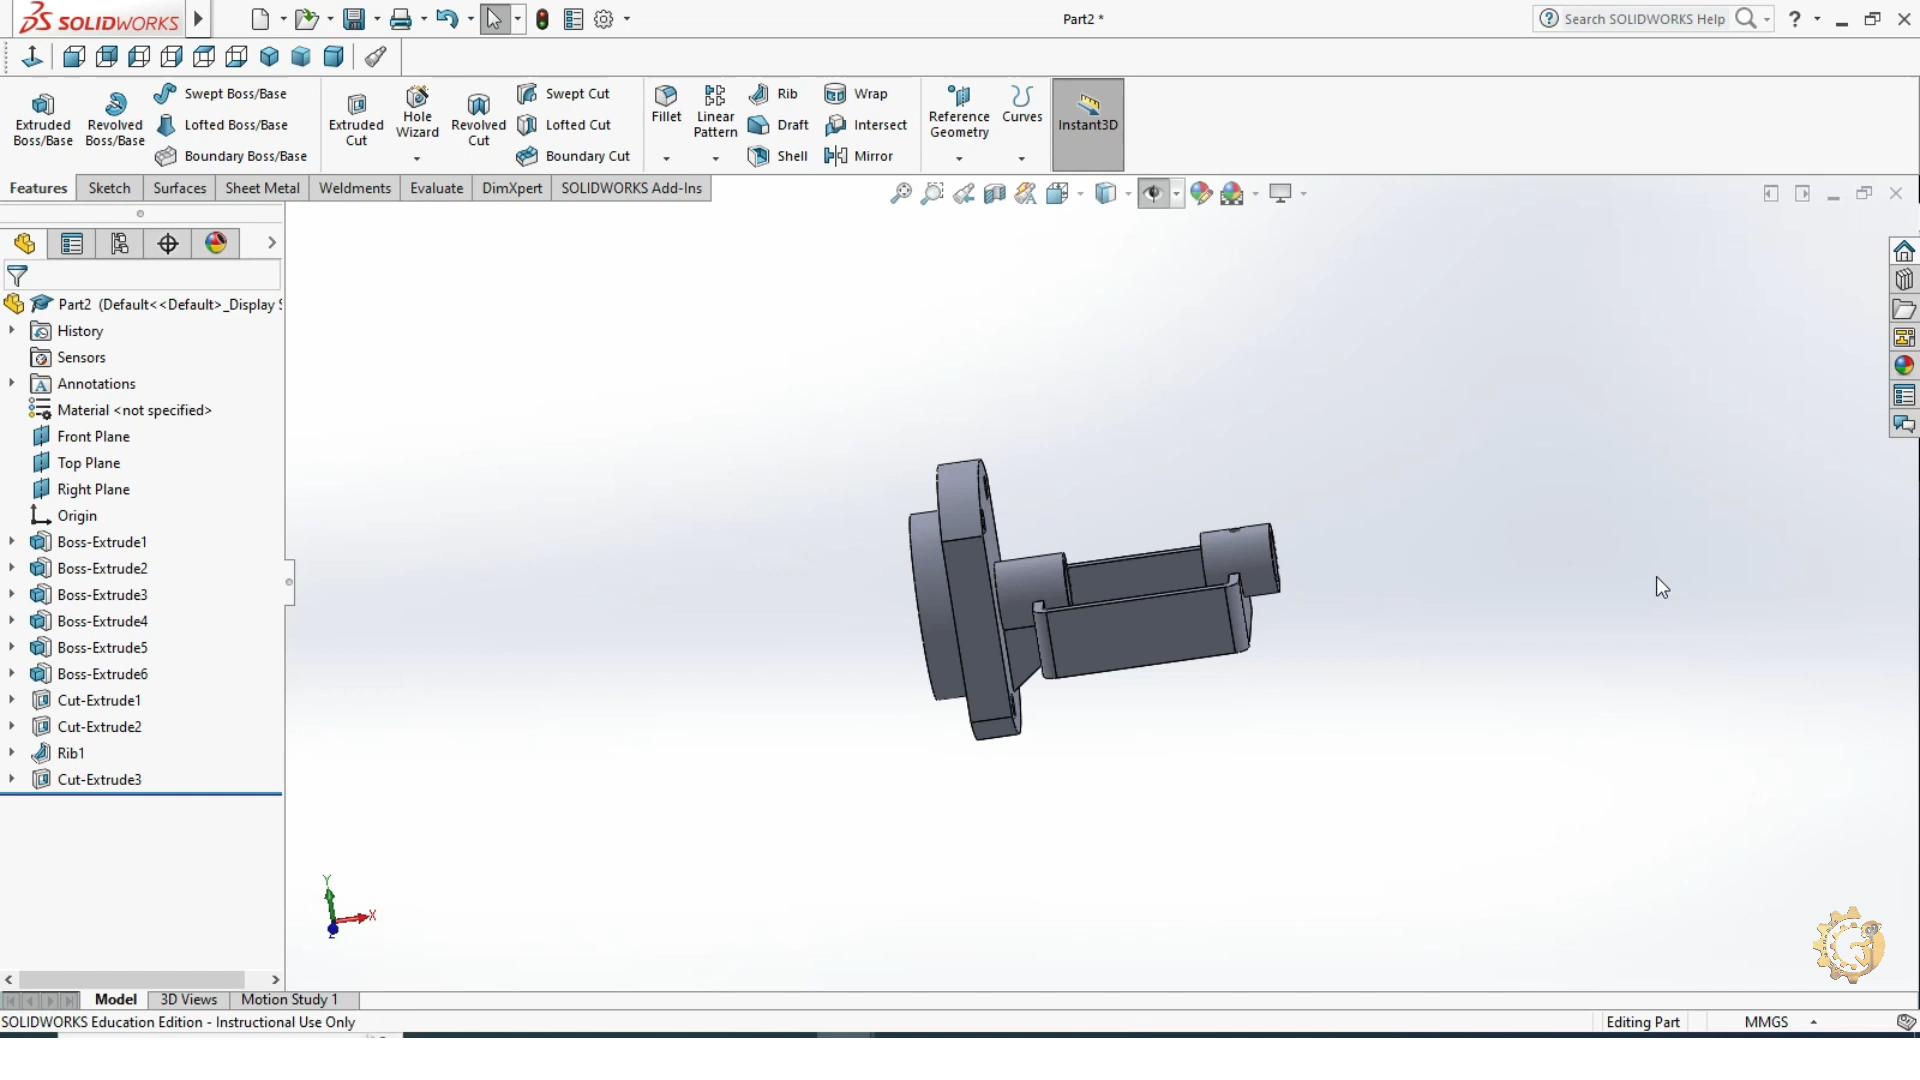 SOLIDWORKS
Part2 *
Search SOLIDWORKS Help
?
Extruded Boss/Base
Revolved Boss/Base
Swept Boss/Base
Lofted Boss/Base
Boundary Boss/Base
Extruded Cut
Hole Wizard
Revolved Cut
Swept Cut
Lofted Cut
Boundary Cut
Fillet
Linear Pattern
Rib
Draft
Shell
Wrap
Intersect
Mirror
Reference Geometry
Curves
Instant3D
Features
Sketch
Surfaces
Sheet Metal
Weldments
Evaluate
DimXpert
SOLIDWORKS Add-Ins
Part2 (Default<<Default>_Display S
History
Sensors
Annotations
Material <not specified>
Front Plane
Top Plane
Right Plane
Origin
Boss-Extrude1
Boss-Extrude2
Boss-Extrude3
Boss-Extrude4
Boss-Extrude5
Boss-Extrude6
Cut-Extrude1
Cut-Extrude2
Rib1
Cut-Extrude3
Y
X
Z
Model
3D Views
Motion Study 1
SOLIDWORKS Education Edition - Instructional Use Only
Editing Part
MMGS